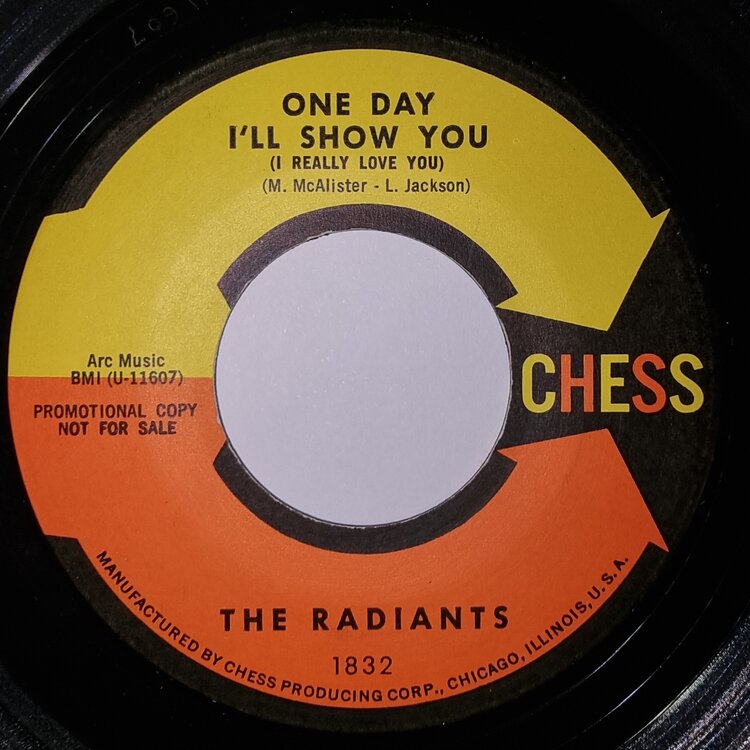 ONE DAY
I'LL SHOW YOU
(I REALLY LOVE YOU)
(M. McAlister - L. Jackson)
Arc Music
BMI (U-11607)
PROMOTIONAL COPY
NOT FOR SALE
CHESS
THE RADIANTS
1832
MANUFACTURED BY CHESS PRODUCING CORP., CHICAGO, ILLINOIS, U.S.A.